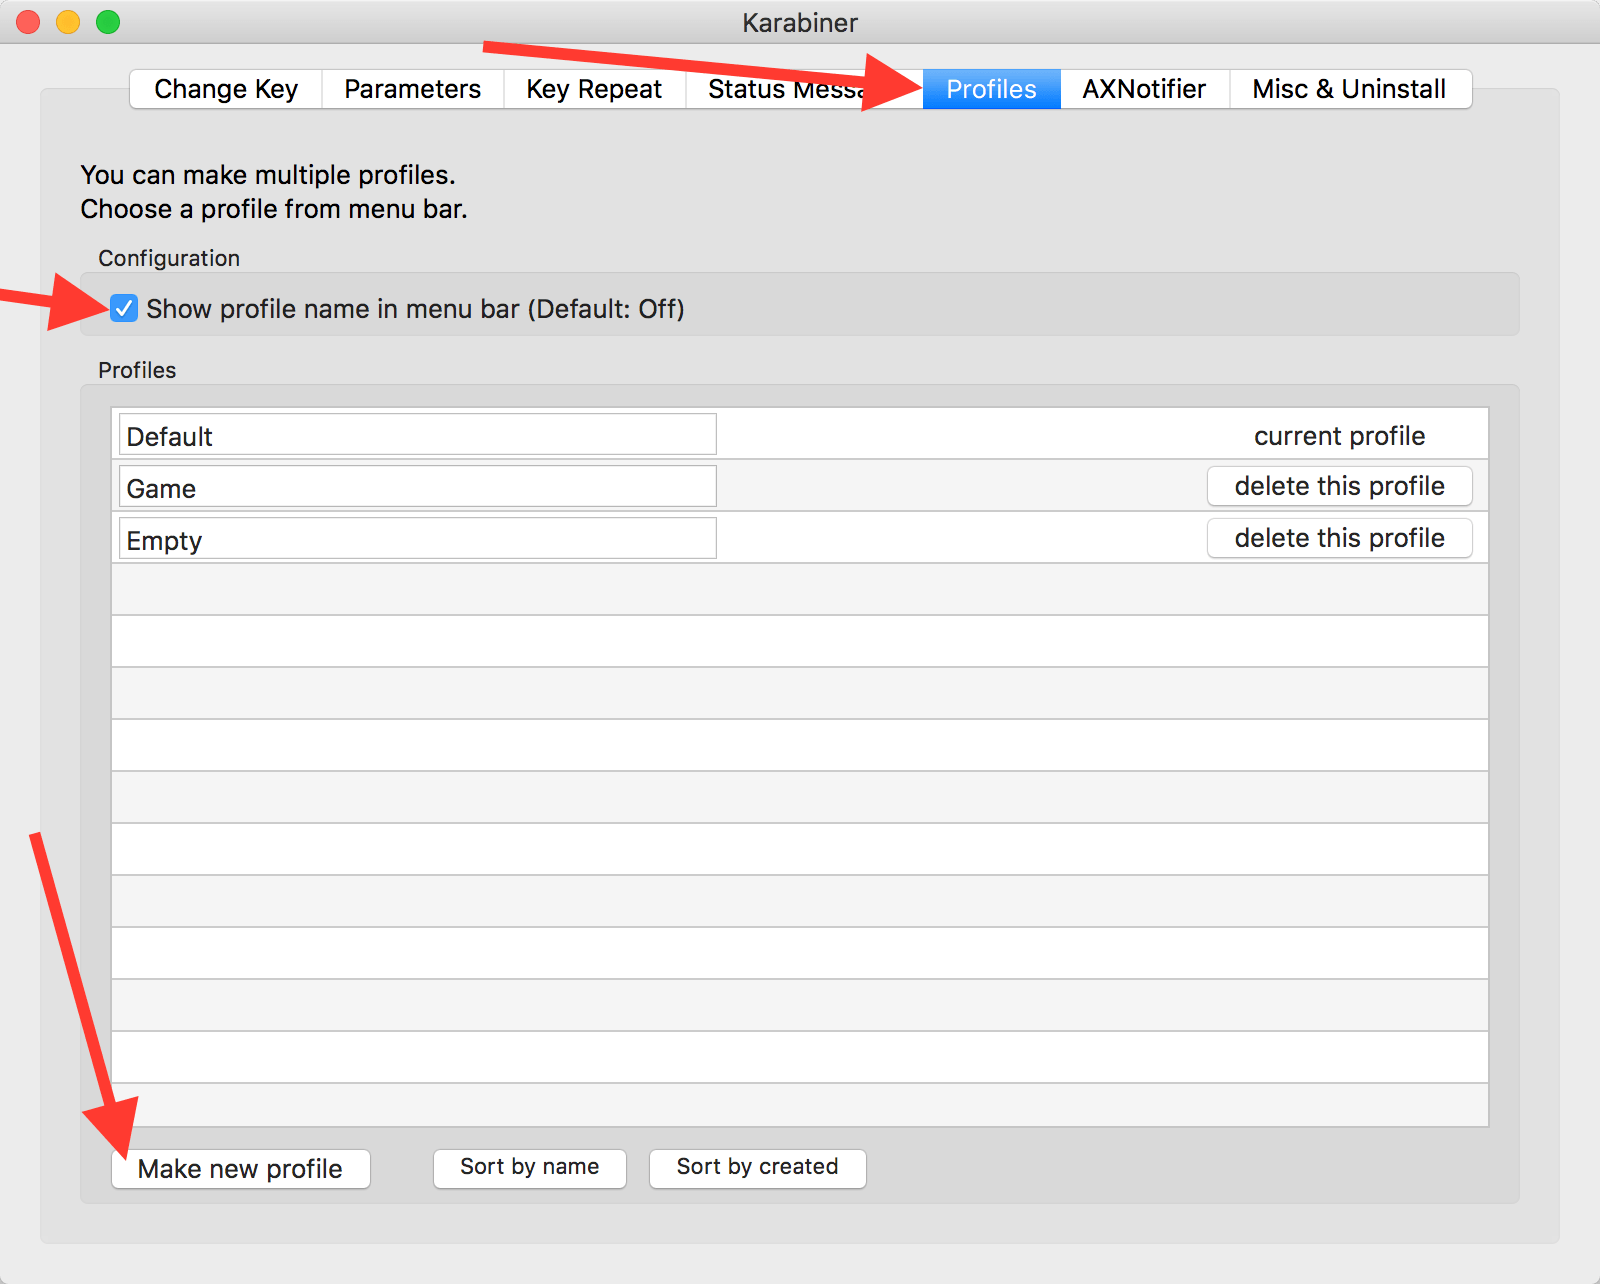 Karabiner
Change Key Parameters Key Repeat Status Messa Profiles AXNotifier Misc & Uninstall
You can make multiple profiles.
Choose a profile from menu bar.
Configuration
Show profile name in menu bar (Default: Off)
Profiles
Default current profile
Game delete this profile
Empty delete this profile
Make new profile Sort by name Sort by created